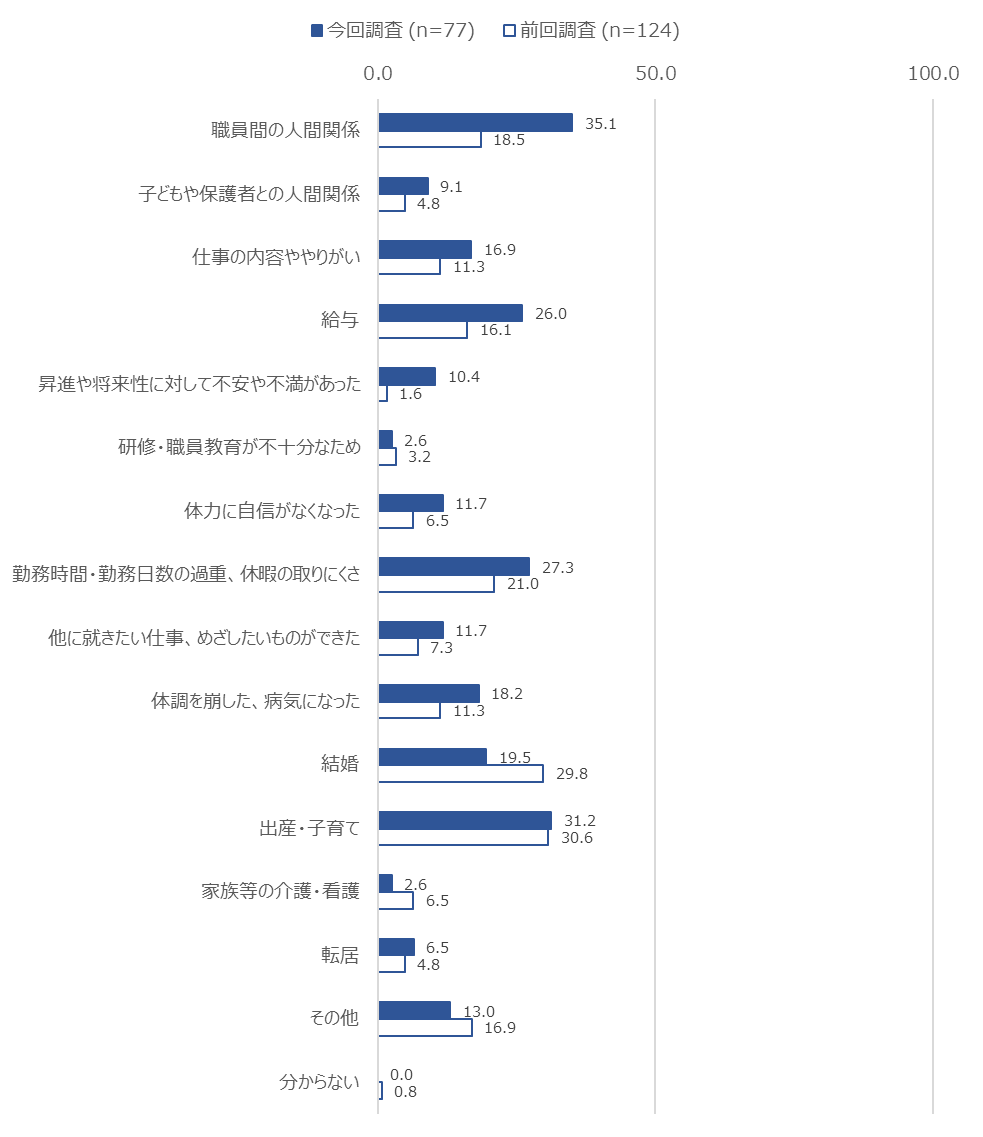 今回調査 (n=77) 前回調査 (n=124)
0.0 50.0 100.0
職員間の人間関係 35.1
18.5
子どもや保護者との人間関係 9.1
4.8
仕事の内容ややりがい 16.9
11.3
給与 26.0
16.1
昇進や将来性に対して不安や不満があった 10.4
1.6
研修・職員教育が不十分なため 2.6
3.2
体力に自信がなくなった 11.7
6.5
勤務時間・勤務日数の過重、休暇の取りにくさ 27.3
21.0
他に就きたい仕事、めざしたいものができた 11.7
7.3
体調を崩した、病気になった 18.2
11.3
結婚 19.5
29.8
出産・子育て 31.2
30.6
家族等の介護・看護 2.6
6.5
転居 6.5
4.8
その他 13.0
16.9
分からない 0.0
0.8